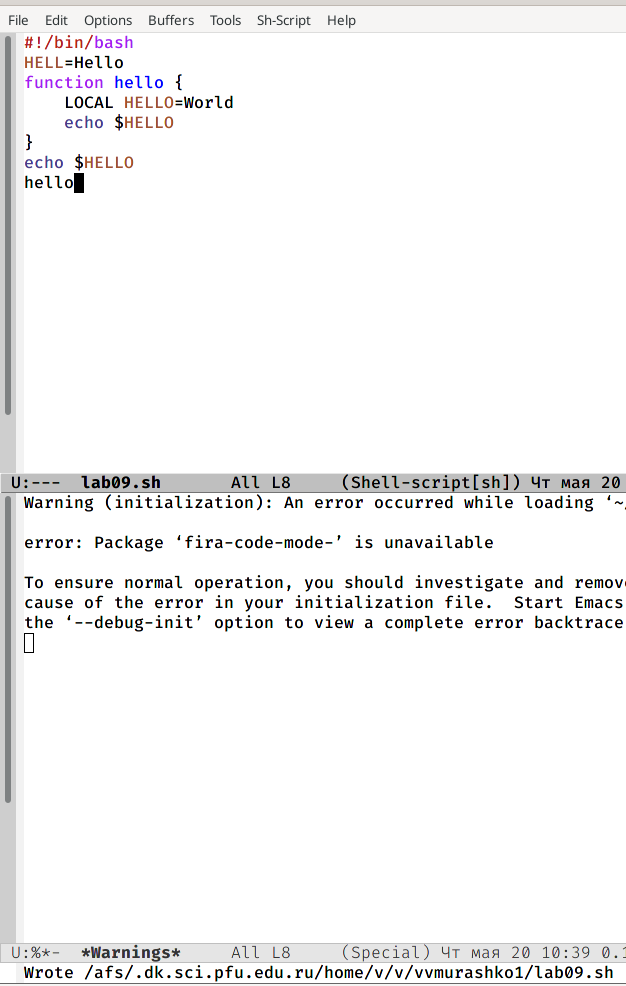 File Edit Options Buffers Tools Sh-Script Help
#!/bin/bash
HELL=Hello
function hello {
    LOCAL HELLO=World
    echo $HELLO
}
echo $HELLO
hello
U:---  lab09.sh       All L8     (Shell-script[sh]) Чт мая 20
Warning (initialization): An error occurred while loading ‘~/

error: Package ‘fira-code-mode-’ is unavailable

To ensure normal operation, you should investigate and remove
cause of the error in your initialization file.  Start Emacs
the ‘--debug-init’ option to view a complete error backtrace
U:%*-  *Warnings*     All L8     (Special) Чт мая 20 10:39 0.1
Wrote /afs/.dk.sci.pfu.edu.ru/home/v/v/vvmurashko1/lab09.sh